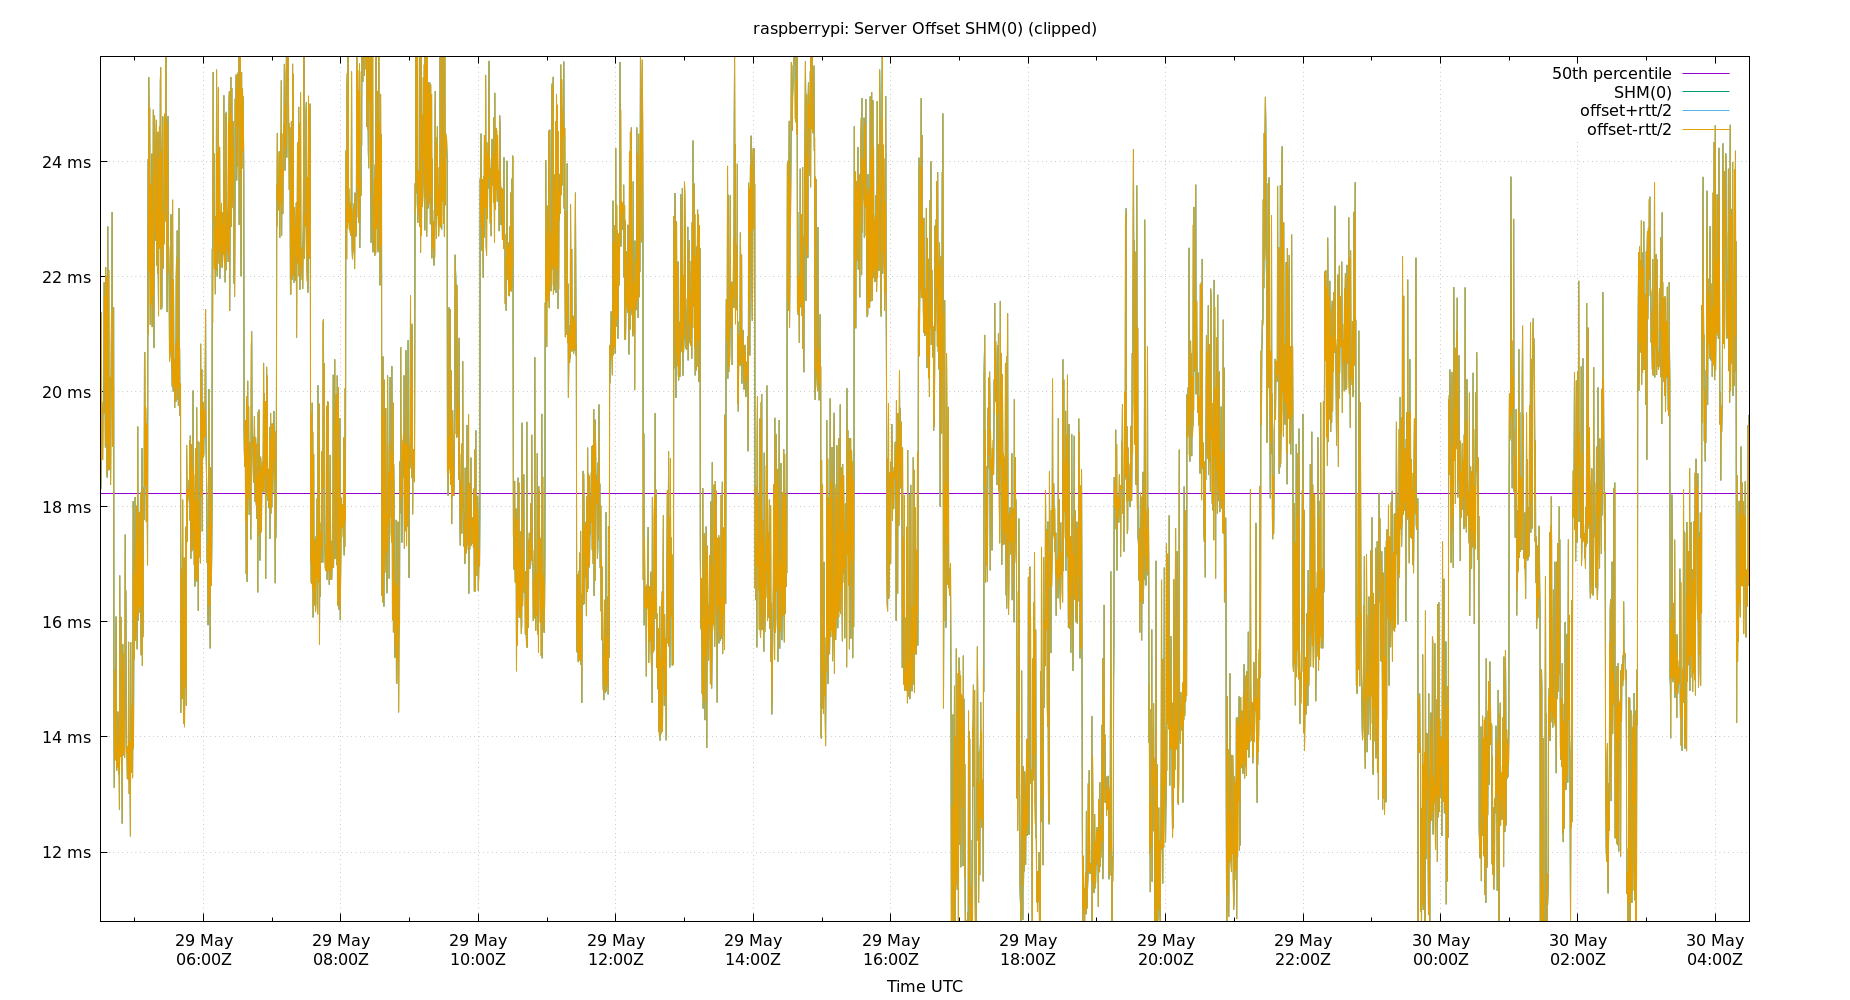 raspberrypi: Server Offset SHM(0) (clipped)
50th percentile
SHM(0)
offset+rtt/2
offset-rtt/2
24 ms
22 ms
20 ms
18 ms
16 ms
14 ms
12 ms
29 May 29 May 29 May 29 May 29 May 29 May 29 May 29 May 29 May 30 May 30 May 30 May
06:00Z 08:00Z 10:00Z 12:00Z 14:00Z 16:00Z 18:00Z 20:00Z 22:00Z 00:00Z 02:00Z 04:00Z
Time UTC